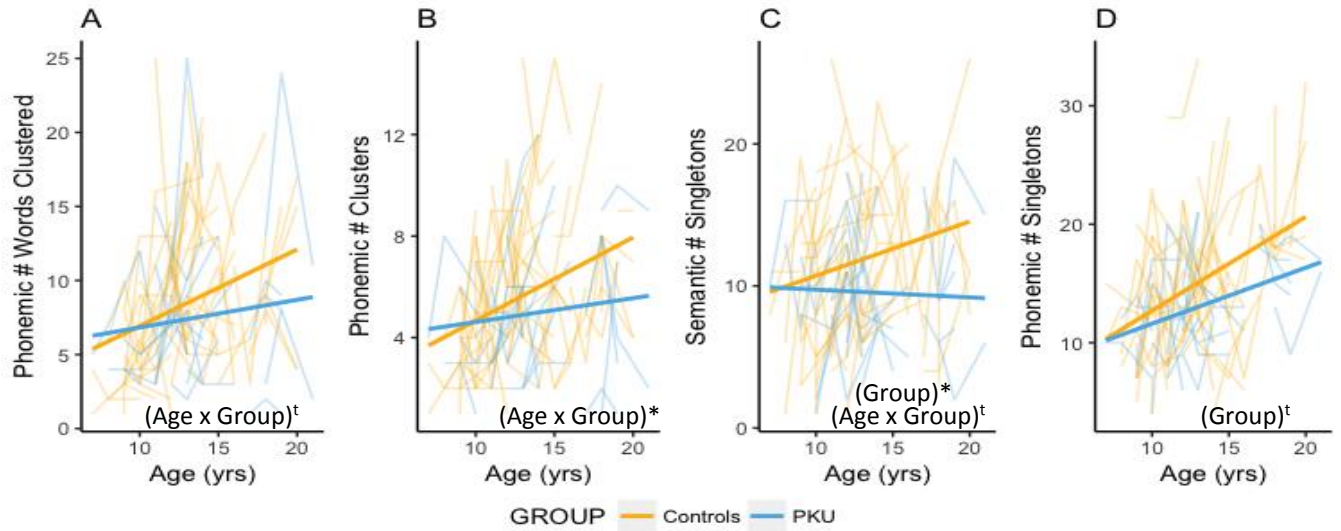 A
Phonemic # Words Clustered
25
20
15
10
5
0
(Age x Group)ᵗ
10
15
20
Age (yrs)
B
Phonemic # Clusters
12
8
4
(Age x Group)*
10
15
20
Age (yrs)
C
Semantic # Singletons
20
10
0
(Group)*
(Age x Group)ᵗ
10
15
20
Age (yrs)
D
Phonemic # Singletons
30
20
10
(Group)ᵗ
10
15
20
Age (yrs)
GROUP Controls PKU